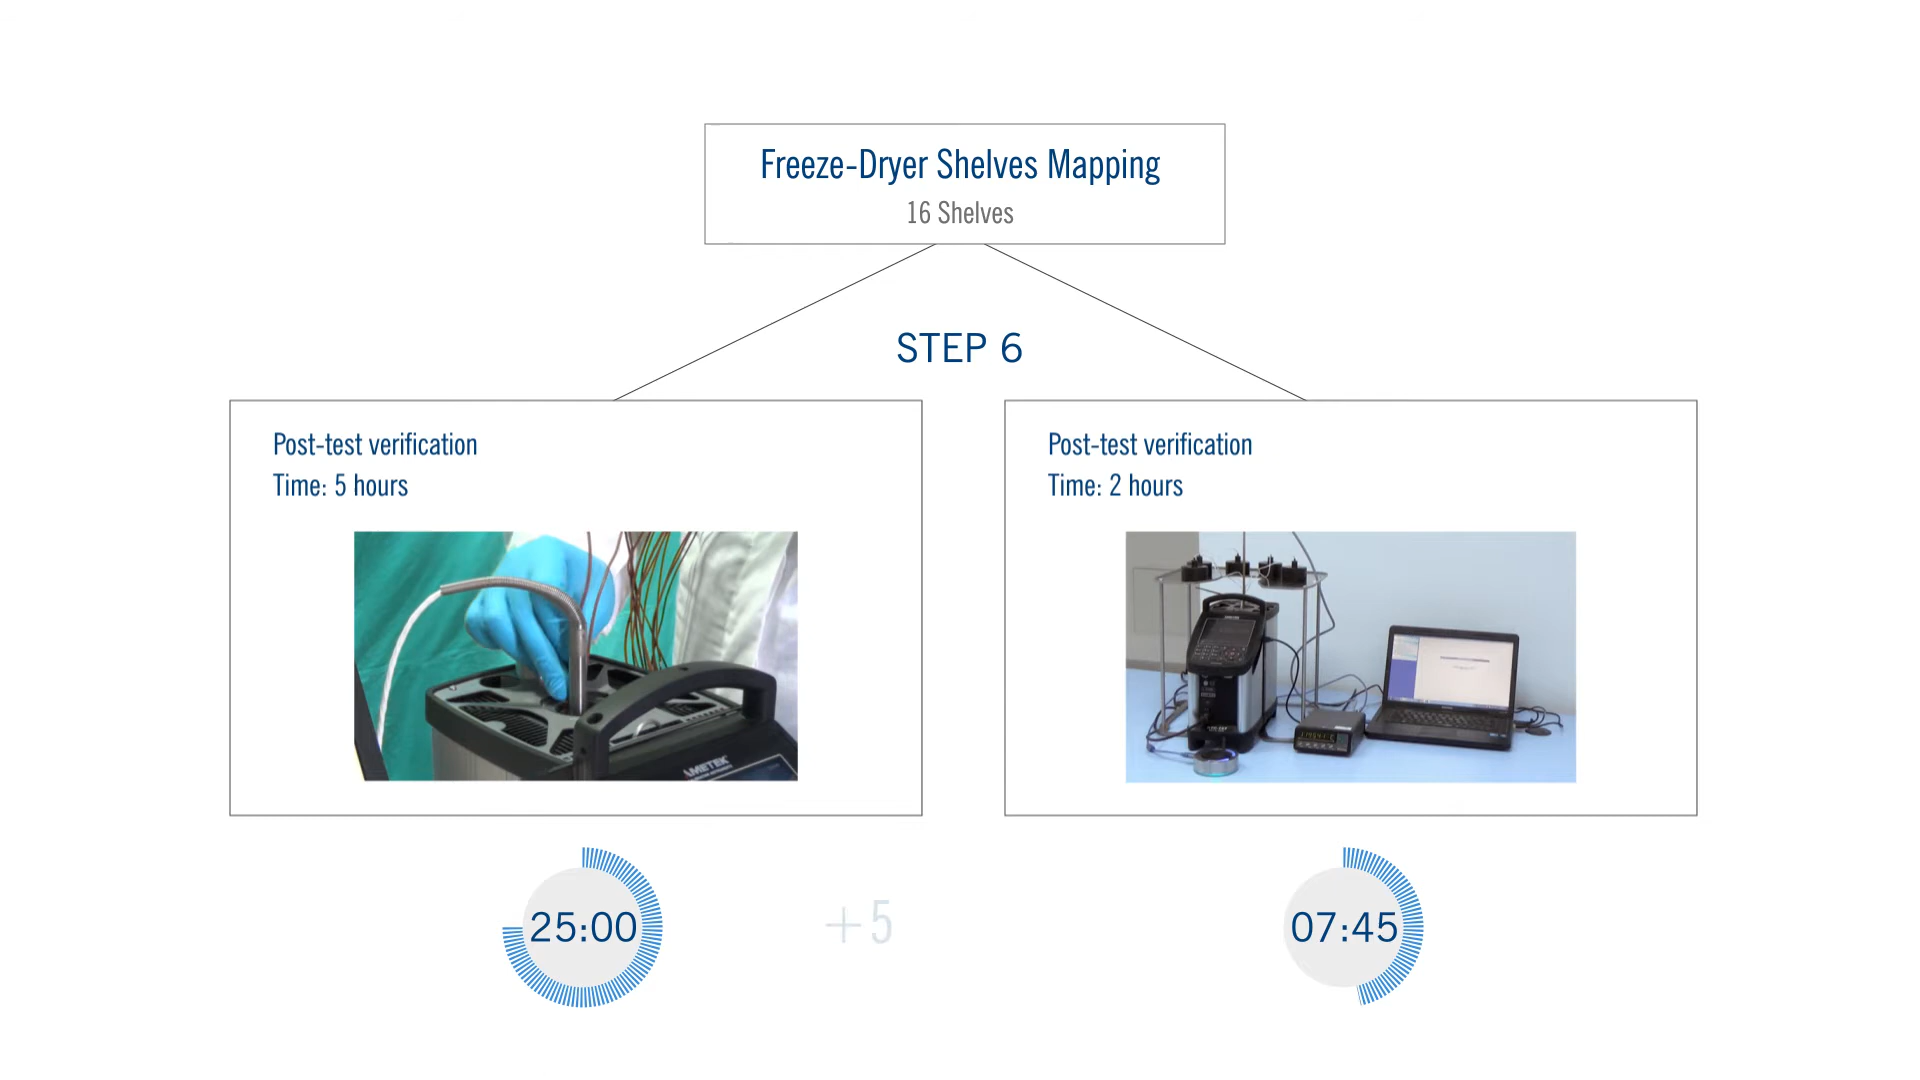 Freeze-Dryer Shelves Mapping
16 Shelves
STEP 6
Post-test verification
Time: 5 hours
Post-test verification
Time: 2 hours
AMETEK
25:00
+5
07:45